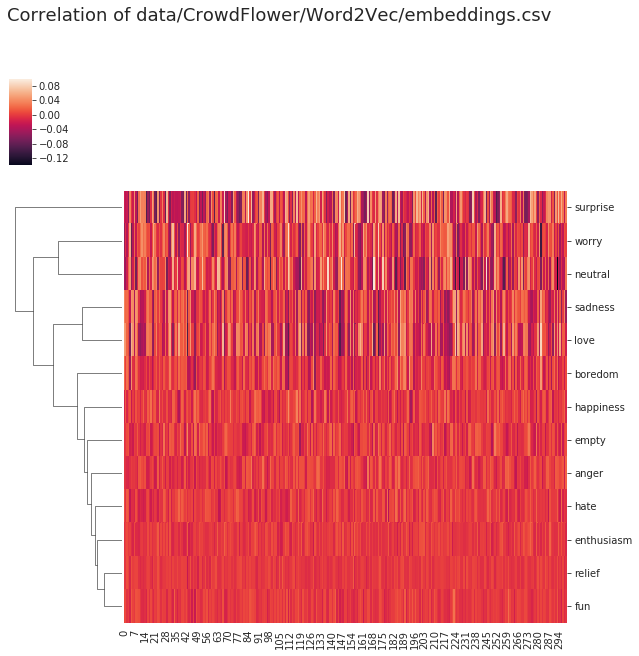 Correlation of data/CrowdFlower/Word2Vec/embeddings.csv
0.08
0.04
0.00
−0.04
−0.08
−0.12
surprise
worry
neutral
sadness
love
boredom
happiness
empty
anger
hate
enthusiasm
relief
fun
0 7 14 21 28 35 42 49 56 63 70 77 84 91 98 105 112 119 126 133 140 147 154 161 168 175 182 189 196 203 210 217 224 231 238 245 252 259 266 273 280 287 294